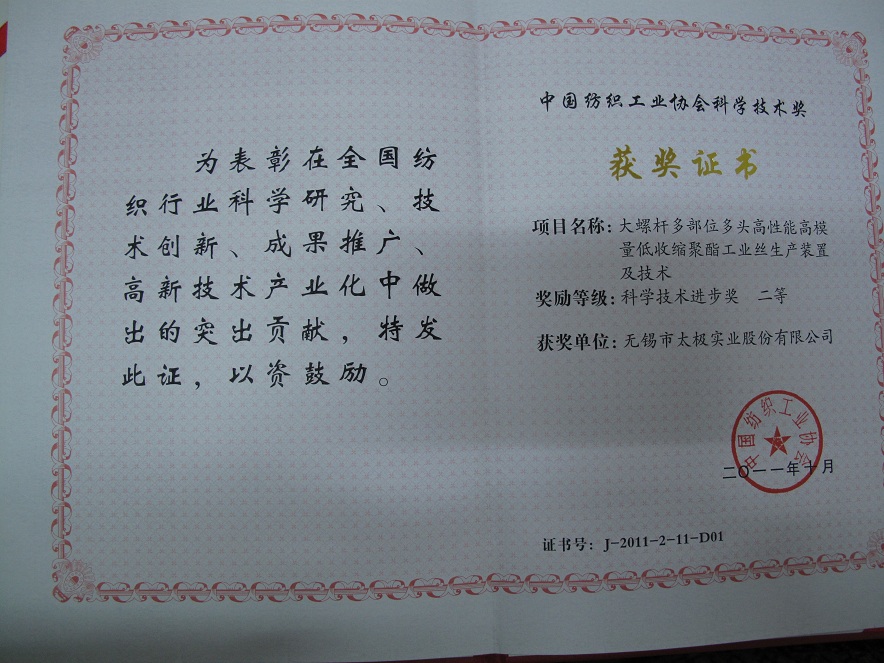 为表彰在全国纺
织行业科学研究、技
术创新、成果推广、
高新技术产业化中做
出的突出贡献，特发
此证，以资鼓励。
中国纺织工业协会科学技术奖
获奖证书
项目名称：大螺杆多部位多头高性能高模
量低收缩聚酯工业丝生产装置
及技术
奖励等级：科学技术进步奖 二等
获奖单位：无锡市太极实业股份有限公司
中国纺织工业协会
二〇一一年十月
证书号：J-2011-2-11-D01